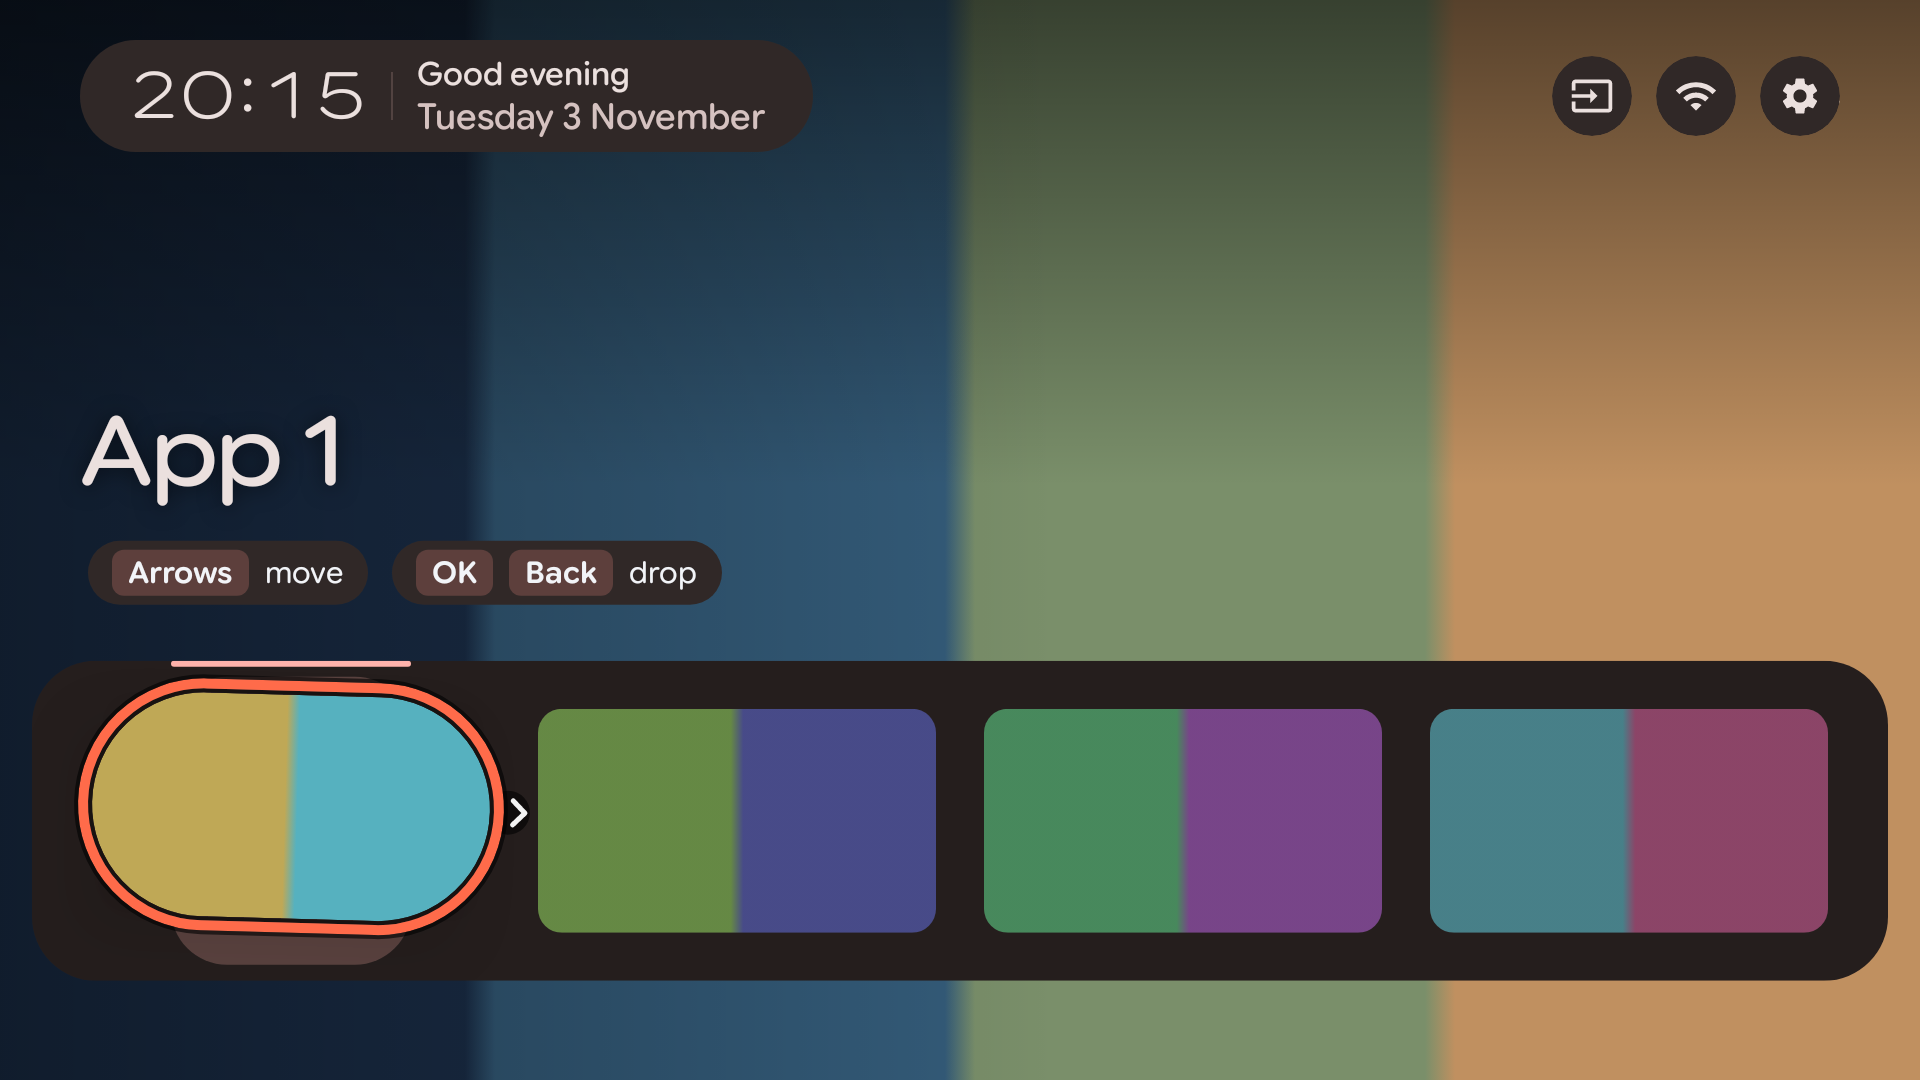 20:15
Good evening
Tuesday 3 November
App 1
Arrows move
OK Back drop